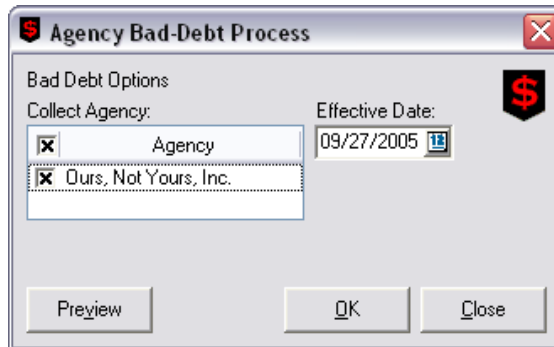 $ Agency Bad-Debt Process
Bad Debt Options
Collect Agency:
Effective Date:
$
Agency
09/27/2005 12
Ours, Not Yours, Inc.
Preview
OK
Close